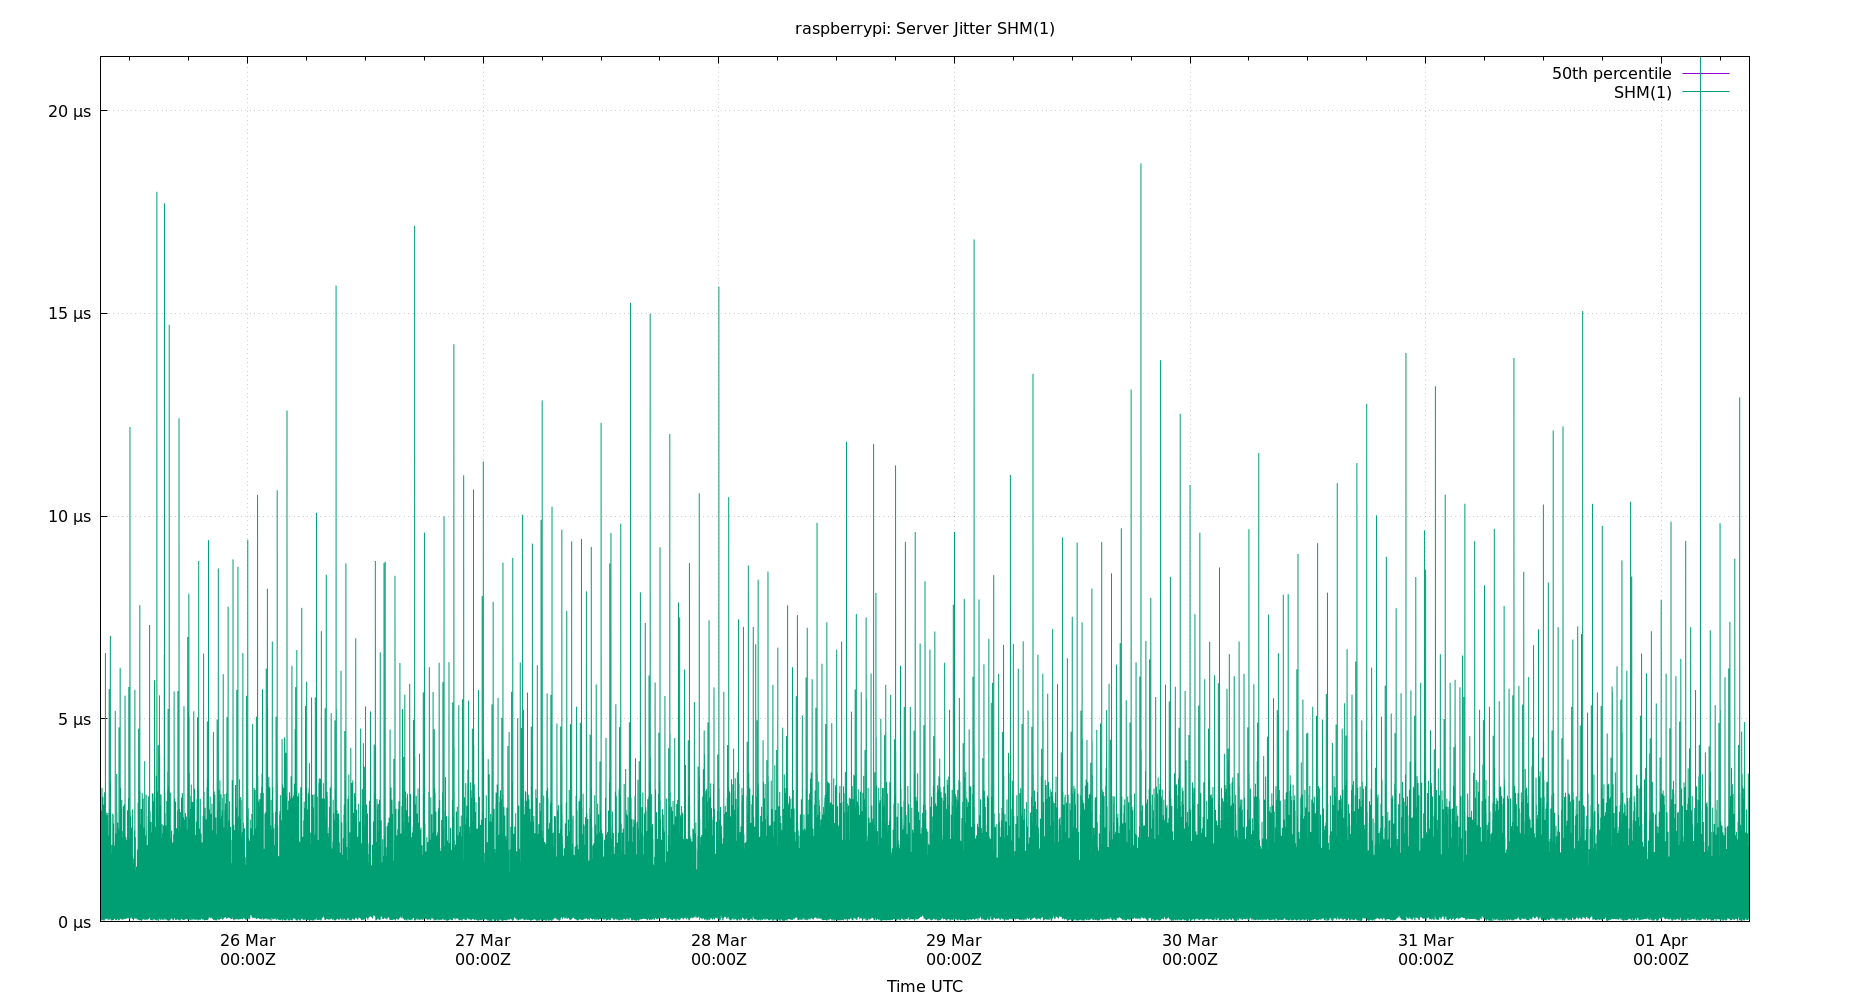 raspberrypi: Server Jitter SHM(1)
50th percentile
SHM(1)
20 µs
15 µs
10 µs
5 µs
0 µs
26 Mar 27 Mar 28 Mar 29 Mar 30 Mar 31 Mar 01 Apr
00:00Z 00:00Z 00:00Z 00:00Z 00:00Z 00:00Z 00:00Z
Time UTC